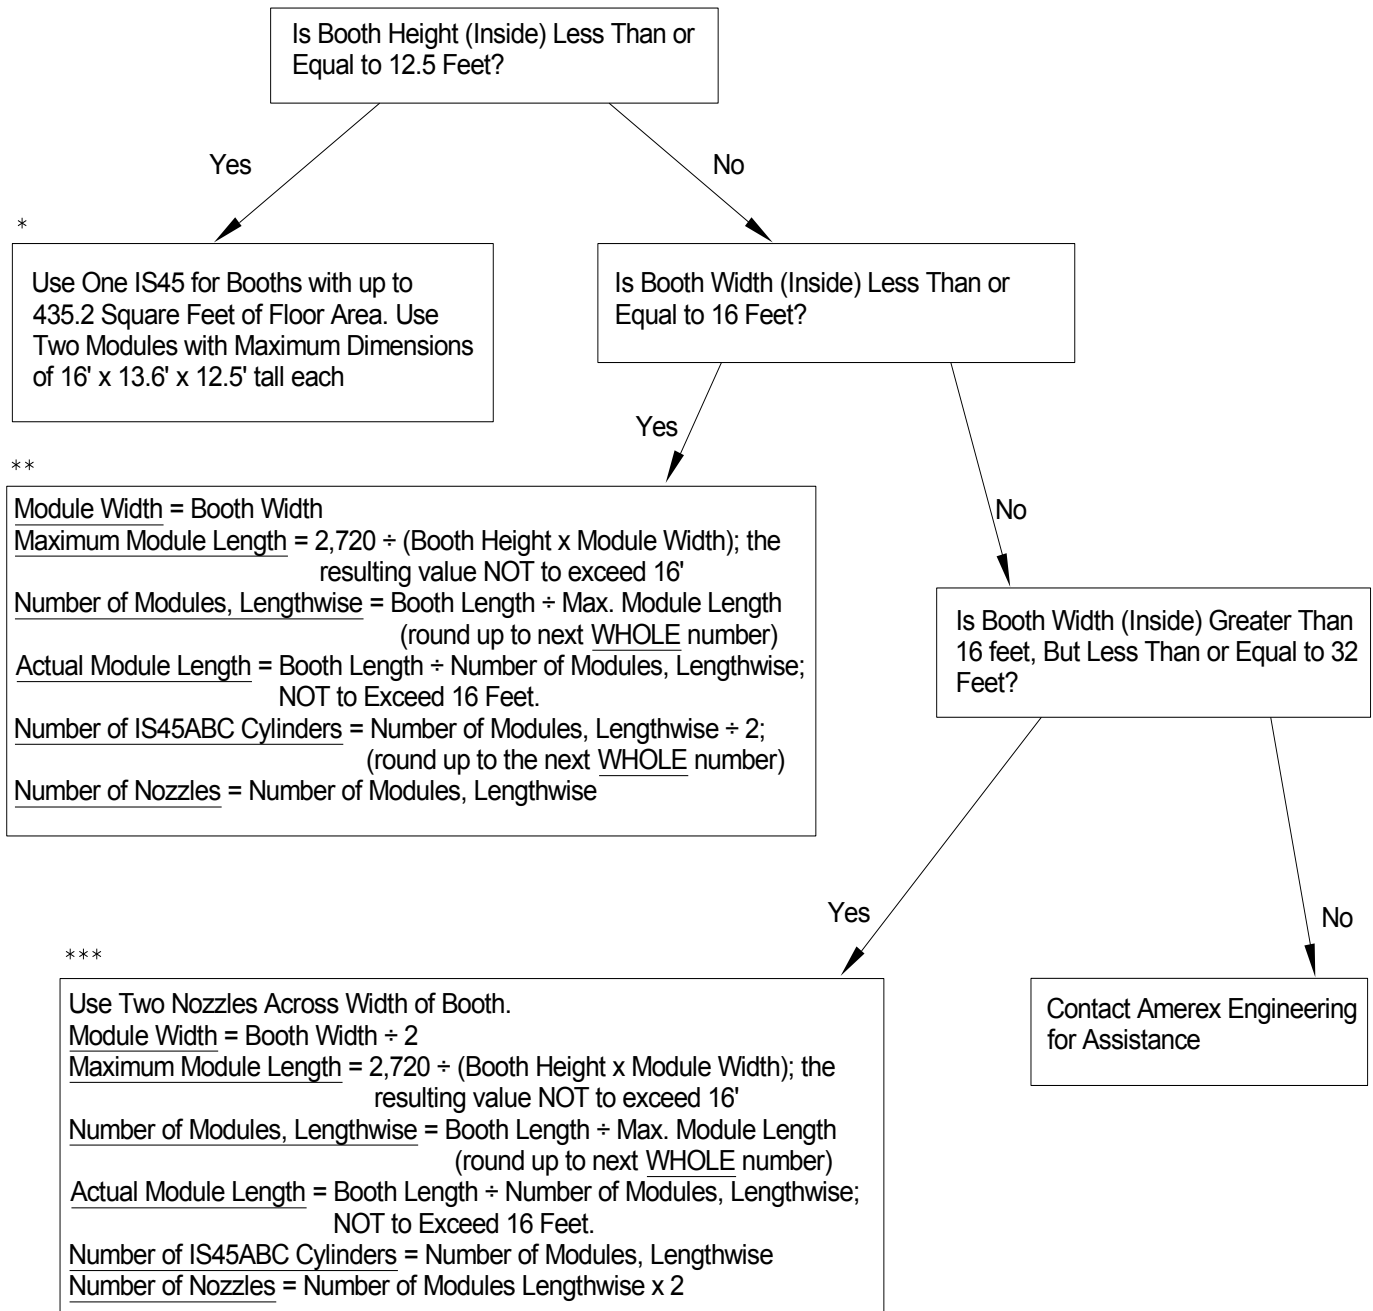 Is Booth Height (Inside) Less Than or
Equal to 12.5 Feet?
Yes
No
*
Use One IS45 for Booths with up to
435.2 Square Feet of Floor Area. Use
Two Modules with Maximum Dimensions
of 16' x 13.6' x 12.5' tall each
Is Booth Width (Inside) Less Than or
Equal to 16 Feet?
Yes
No
**
Module Width = Booth Width
Maximum Module Length = 2,720 ÷ (Booth Height x Module Width); the
resulting value NOT to exceed 16'
Number of Modules, Lengthwise = Booth Length ÷ Max. Module Length
(round up to next WHOLE number)
Actual Module Length = Booth Length ÷ Number of Modules, Lengthwise;
NOT to Exceed 16 Feet.
Number of IS45ABC Cylinders = Number of Modules, Lengthwise ÷ 2;
(round up to the next WHOLE number)
Number of Nozzles = Number of Modules, Lengthwise
Is Booth Width (Inside) Greater Than
16 feet, But Less Than or Equal to 32
Feet?
Yes
No
***
Use Two Nozzles Across Width of Booth.
Module Width = Booth Width ÷ 2
Maximum Module Length = 2,720 ÷ (Booth Height x Module Width); the
resulting value NOT to exceed 16'
Number of Modules, Lengthwise = Booth Length ÷ Max. Module Length
(round up to next WHOLE number)
Actual Module Length = Booth Length ÷ Number of Modules, Lengthwise;
NOT to Exceed 16 Feet.
Number of IS45ABC Cylinders = Number of Modules, Lengthwise
Number of Nozzles = Number of Modules Lengthwise x 2
Contact Amerex Engineering
for Assistance